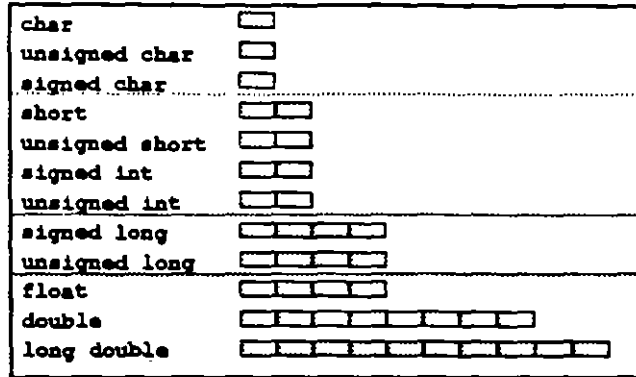 char
unsigned char
signed char
short
unsigned short
signed int
unsigned int
signed long
unsigned long
float
double
long double